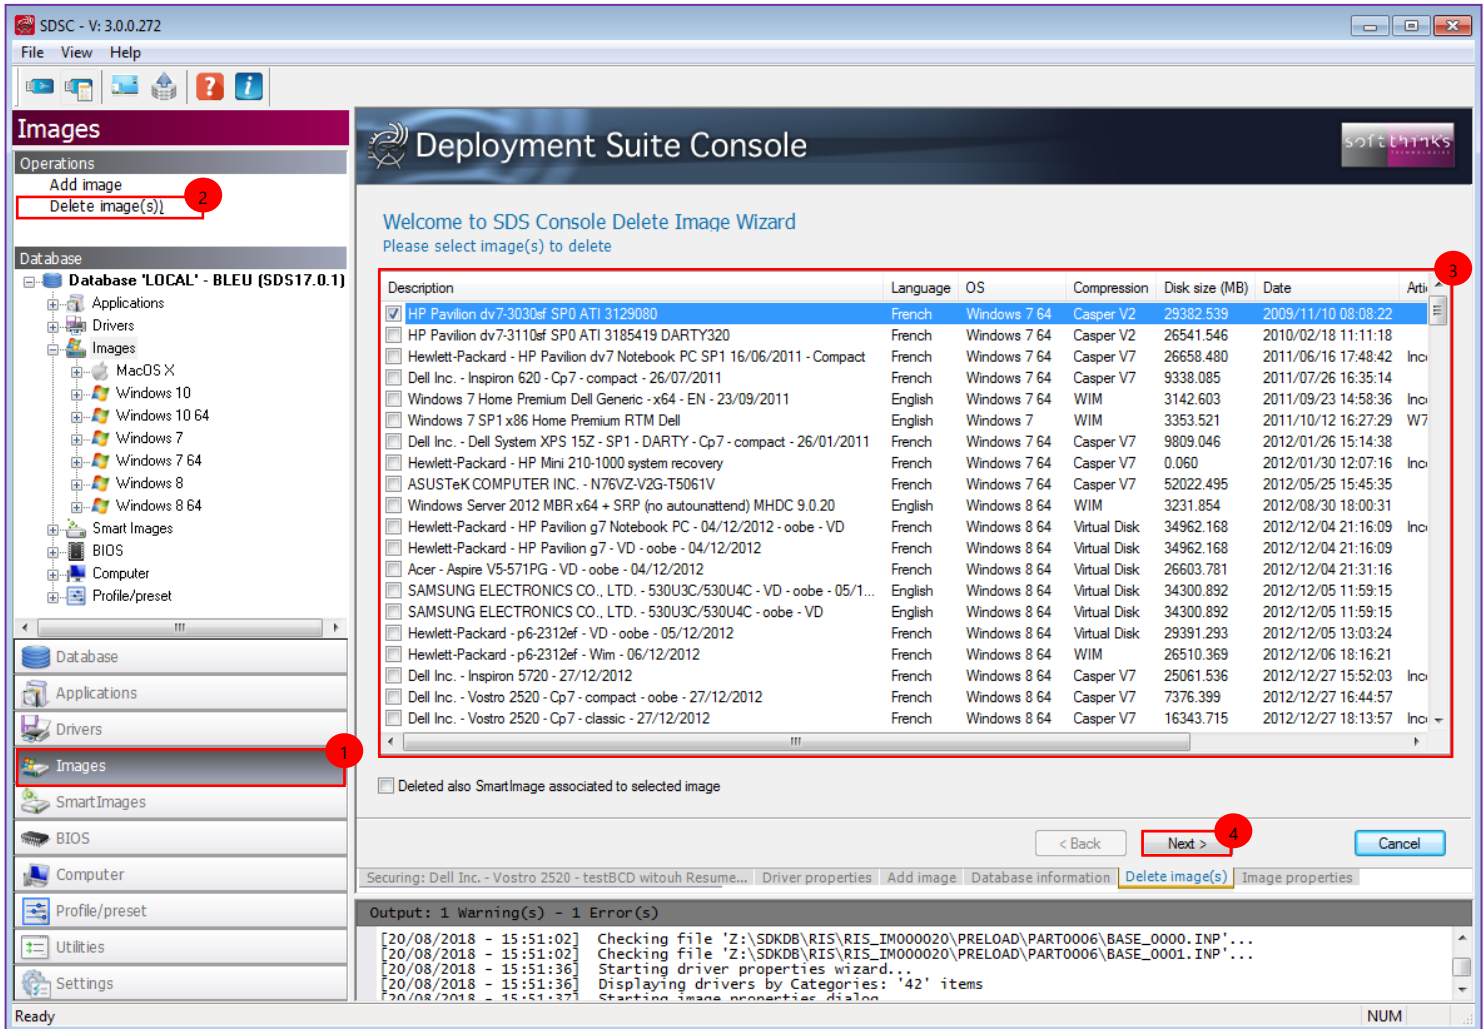 SDSC - V: 3.0.0.272
File View Help
Images
Operations
Add image
Delete image(s))
2
Database
Database 'LOCAL' - BLEU (SDS17.0.1)
Applications
Drivers
Images
MacOS X
Windows 10
Windows 10 64
Windows 7
Windows 7 64
Windows 8
Windows 8 64
Smart Images
BIOS
Computer
Profile/preset
Database
Applications
Drivers
Images
1
SmartImages
BIOS
Computer
Profile/preset
Utilities
Settings
Deployment Suite Console
softthinks
TECHNOLOGIES
Welcome to SDS Console Delete Image Wizard
Please select image(s) to delete
3
Description Language OS Compression Disk size (MB) Date Arti
HP Pavilion dv7-3030sf SP0 ATI 3129080 French Windows 7 64 Casper V2 29382.539 2009/11/10 08:08:22
HP Pavilion dv7-3110sf SP0 ATI 3185419 DARTY320 French Windows 7 64 Casper V2 26541.546 2010/02/18 11:11:18
Hewlett-Packard - HP Pavilion dv7 Notebook PC SP1 16/06/2011 - Compact French Windows 7 64 Casper V7 26658.480 2011/06/16 17:48:42 Inc
Dell Inc. - Inspiron 620 - Cp7 - compact - 26/07/2011 French Windows 7 64 Casper V7 9338.085 2011/07/26 16:35:14
Windows 7 Home Premium Dell Generic - x64 - EN - 23/09/2011 English Windows 7 64 WIM 3142.603 2011/09/23 14:58:36 Inc
Windows 7 SP1 x86 Home Premium RTM Dell English Windows 7 WIM 3353.521 2011/10/12 16:27:29 W7
Dell Inc. - Dell System XPS 15Z - SP1 - DARTY - Cp7 - compact - 26/01/2011 French Windows 7 64 Casper V7 9809.046 2012/01/26 15:14:38
Hewlett-Packard - HP Mini 210-1000 system recovery French Windows 7 64 Casper V7 0.060 2012/01/30 12:07:16 Inc
ASUSTeK COMPUTER INC. - N76VZ-V2G-T5061V French Windows 7 64 Casper V7 52022.495 2012/05/25 15:45:35
Windows Server 2012 MBR x64 + SRP (no autounattend) MHDC 9.0.20 English Windows 8 64 WIM 3231.854 2012/08/30 18:00:31
Hewlett-Packard - HP Pavilion g7 Notebook PC - 04/12/2012 - oobe - VD French Windows 8 64 Virtual Disk 34962.168 2012/12/04 21:16:09 Inc
Hewlett-Packard - HP Pavilion g7 - VD - oobe - 04/12/2012 French Windows 8 64 Virtual Disk 34962.168 2012/12/04 21:16:09
Acer - Aspire V5-571PG - VD - oobe - 04/12/2012 French Windows 8 64 Virtual Disk 26603.781 2012/12/04 21:31:16
SAMSUNG ELECTRONICS CO., LTD. - 530U3C/530U4C - VD - oobe - 05/1... English Windows 8 64 Virtual Disk 34300.892 2012/12/05 11:59:15
SAMSUNG ELECTRONICS CO., LTD. - 530U3C/530U4C - oobe - VD English Windows 8 64 Virtual Disk 34300.892 2012/12/05 11:59:15
Hewlett-Packard - p6-2312ef - VD - oobe - 05/12/2012 French Windows 8 64 Virtual Disk 29391.293 2012/12/05 13:03:24
Hewlett-Packard - p6-2312ef - Wim - 06/12/2012 French Windows 8 64 WIM 26510.369 2012/12/06 18:16:21
Dell Inc. - Inspiron 5720 - 27/12/2012 French Windows 8 64 Casper V7 25061.536 2012/12/27 15:52:03 Inc
Dell Inc. - Vostro 2520 - Cp7 - compact - oobe - 27/12/2012 French Windows 8 64 Casper V7 7376.399 2012/12/27 16:44:57
Dell Inc. - Vostro 2520 - Cp7 - classic - 27/12/2012 French Windows 8 64 Casper V7 16343.715 2012/12/27 18:13:57 Inc
Deleted also SmartImage associated to selected image
4
< Back Next > Cancel
Securing: Dell Inc. - Vostro 2520 - testBCD witouh Resume... Driver properties Add image Database information Delete image(s) Image properties
Output: 1 Warning(s) - 1 Error(s)
[20/08/2018 - 15:51:02] Checking file 'Z:\SDKDB\RIS\RIS_IM000020\PRELOAD\PART0006\BASE_0000.INP'...
[20/08/2018 - 15:51:02] Checking file 'Z:\SDKDB\RIS\RIS_IM000020\PRELOAD\PART0006\BASE_0001.INP'...
[20/08/2018 - 15:51:36] Starting driver properties wizard...
[20/08/2018 - 15:51:36] Displaying drivers by Categories: '42' items
[20/08/2018 - 15:51:37] Starting image properties dialog
Ready NUM